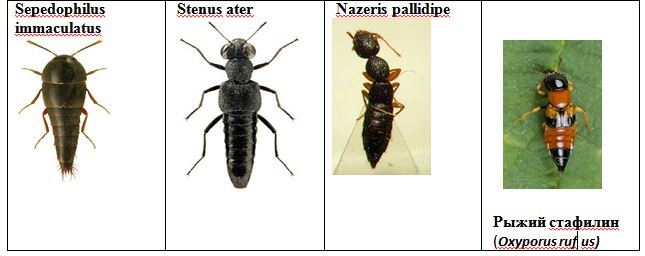 Sepedophilus
immaculatus
Stenus ater
Nazeris pallidipe
Рыжий стафилин
(Oxyporus ruf us)